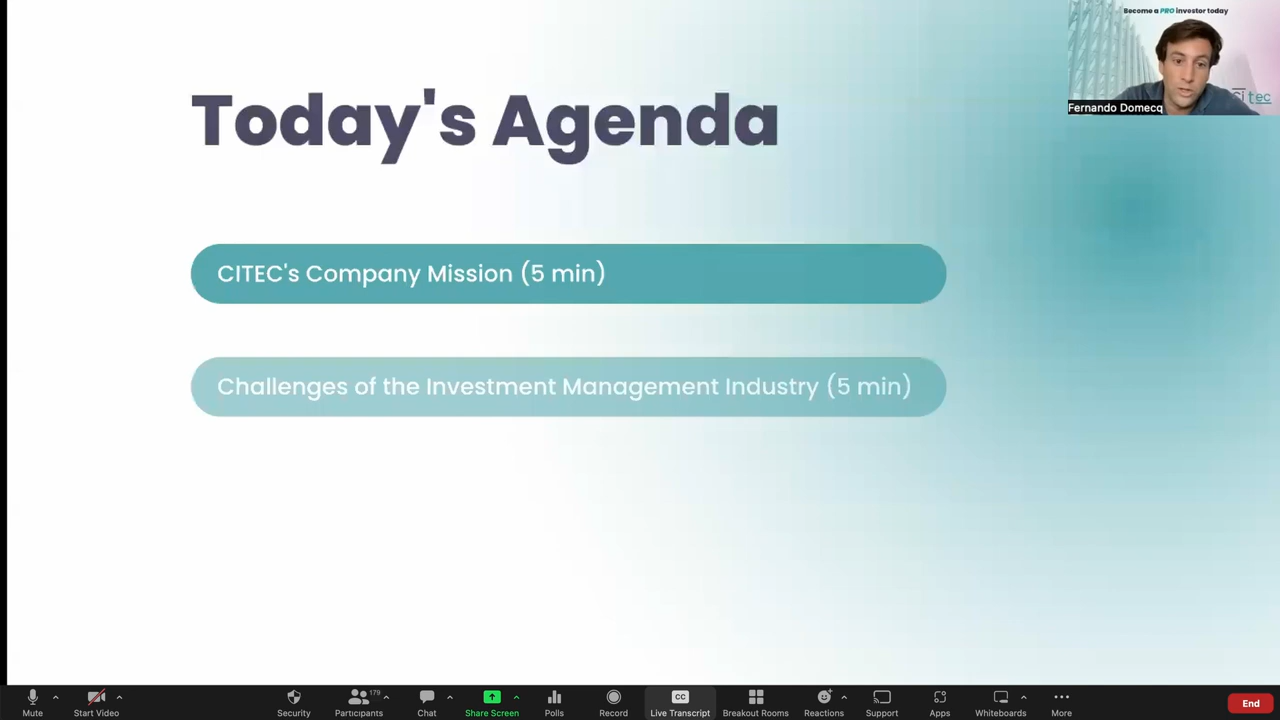 Become a PRO investor today
Today's Agenda
citec
Fernando Domecq
CITEC's Company Mission (5 min)
Challenges of the Investment Management Industry (5 min)
179
CC
Mute
Start Video
Security
Participants
Chat
Share Screen
Polls
Record
Live Transcript
Breakout Rooms
Reactions
Support
Apps
Whiteboards
More
End